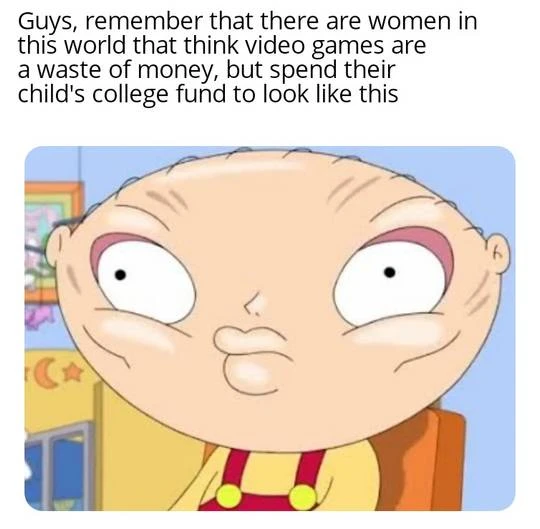 Guys, remember that there are women in
this world that think video games are
a waste of money, but spend their
child's college fund to look like this